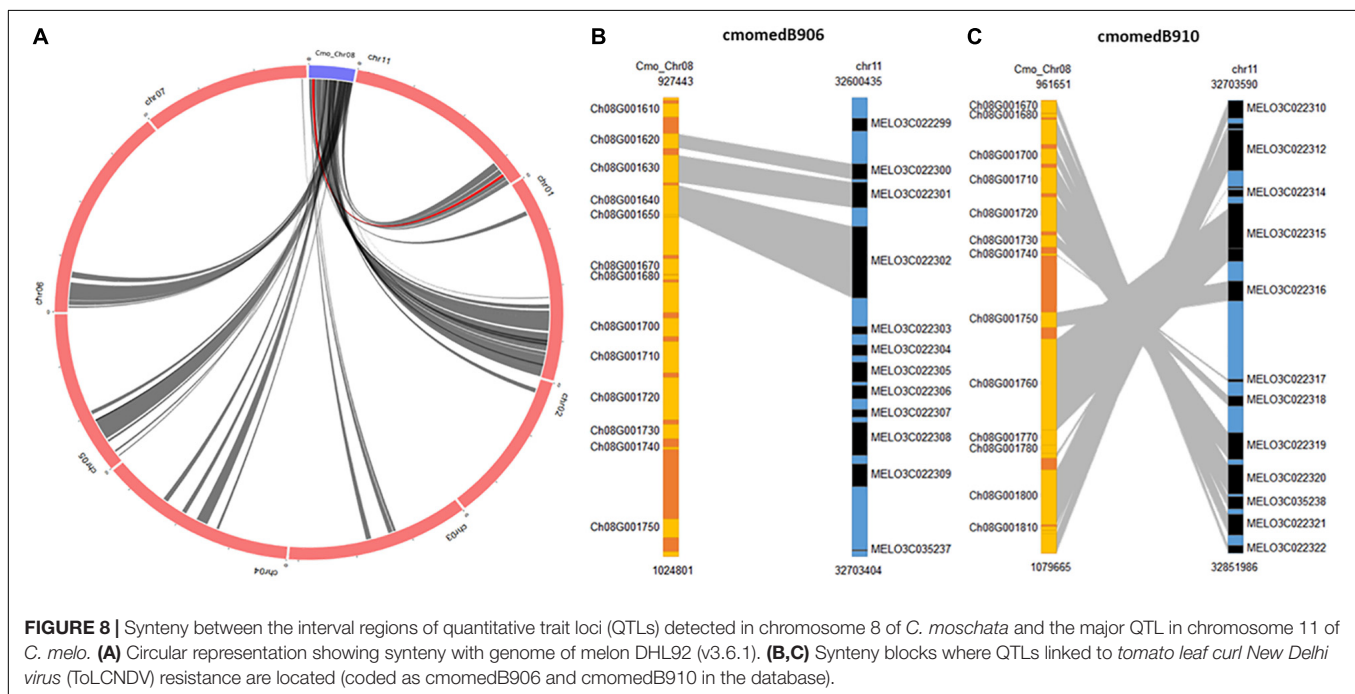 A
Cmo_Chr08
chr11
chr07
chr01
chr06
chr02
chr05
chr03
chr04
B
cmomedB906
Cmo_Chr08
927443
chr11
32600435
Ch08G001610
Ch08G001620
Ch08G001630
Ch08G001640
Ch08G001650
Ch08G001670
Ch08G001680
Ch08G001700
Ch08G001710
Ch08G001720
Ch08G001730
Ch08G001740
Ch08G001750
MELO3C022299
MELO3C022300
MELO3C022301
MELO3C022302
MELO3C022303
MELO3C022304
MELO3C022305
MELO3C022306
MELO3C022307
MELO3C022308
MELO3C022309
MELO3C035237
1024801
32703404
C
cmomedB910
Cmo_Chr08
961651
chr11
32703590
Ch08G001670
Ch08G001680
Ch08G001700
Ch08G001710
Ch08G001720
Ch08G001730
Ch08G001740
Ch08G001750
Ch08G001760
Ch08G001770
Ch08G001780
Ch08G001800
Ch08G001810
MELO3C022310
MELO3C022312
MELO3C022314
MELO3C022315
MELO3C022316
MELO3C022317
MELO3C022318
MELO3C022319
MELO3C022320
MELO3C035238
MELO3C022321
MELO3C022322
1079665
32851986
FIGURE 8 | Synteny between the interval regions of quantitative trait loci (QTLs) detected in chromosome 8 of C. moschata and the major QTL in chromosome 11 of
C. melo. (A) Circular representation showing synteny with genome of melon DHL92 (v3.6.1). (B,C) Synteny blocks where QTLs linked to tomato leaf curl New Delhi
virus (ToLCNDV) resistance are located (coded as cmomedB906 and cmomedB910 in the database).